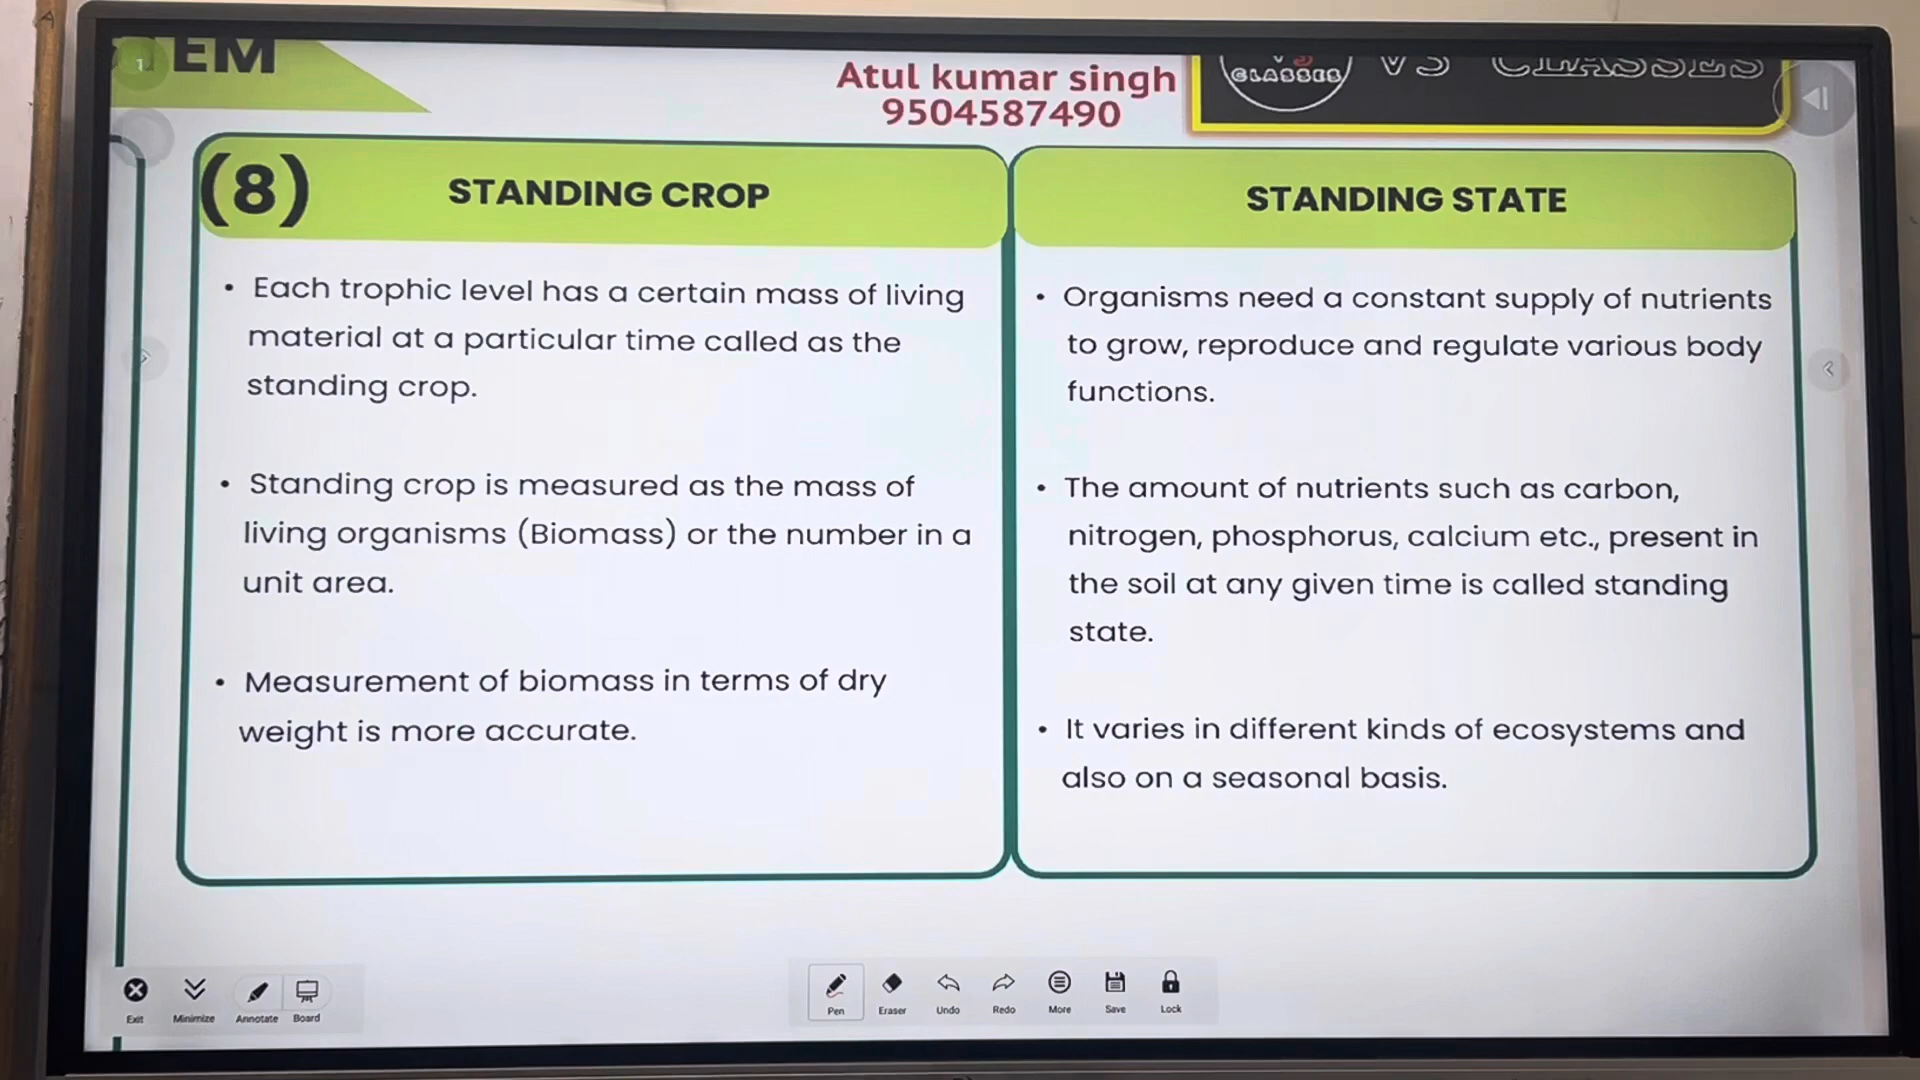 TEM
Atul kumar singh
9504587490
CLASSES
VS CLASSES
1
(8)
STANDING CROP
• Each trophic level has a certain mass of living
material at a particular time called as the
standing crop.
• Standing crop is measured as the mass of
living organisms (Biomass) or the number in a
unit area.
• Measurement of biomass in terms of dry
weight is more accurate.
STANDING STATE
• Organisms need a constant supply of nutrients
to grow, reproduce and regulate various body
functions.
• The amount of nutrients such as carbon,
nitrogen, phosphorus, calcium etc., present in
the soil at any given time is called standing
state.
• It varies in different kinds of ecosystems and
also on a seasonal basis.
Exit Minimize Annotate Board
Pen Eraser Undo Redo More Save Lock